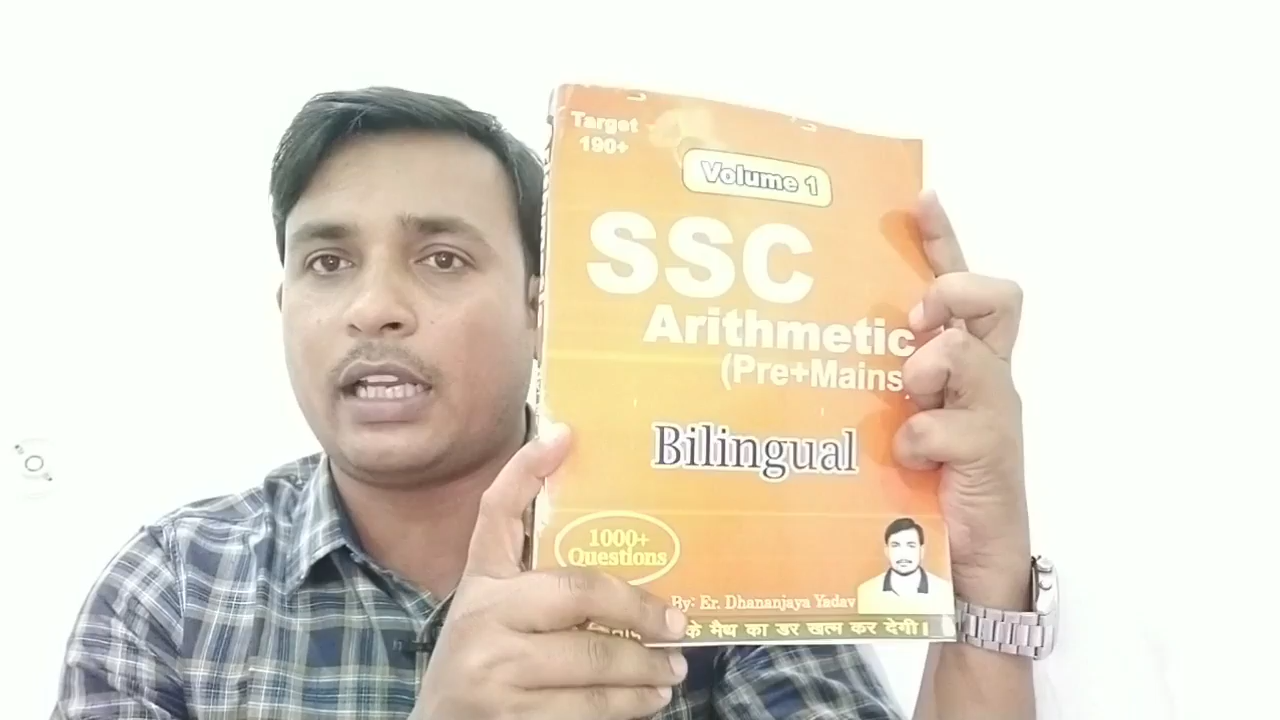 Target
190+
Volume 1
SSC
Arithmetic
(Pre+Mains
Bilingual
1000+
Questions
By: Er. Dhananjaya Yadav
के मैथ का डर खत्म कर देगी।